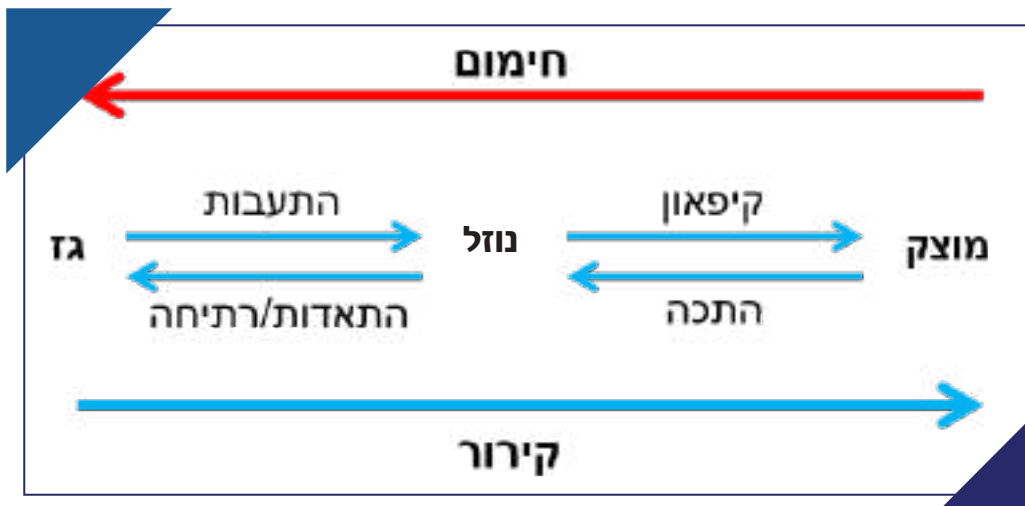 חימום
קיפאון
התעבות
מוצק
נוזל
גז
התכה
התאדות/רתיחה
קירור